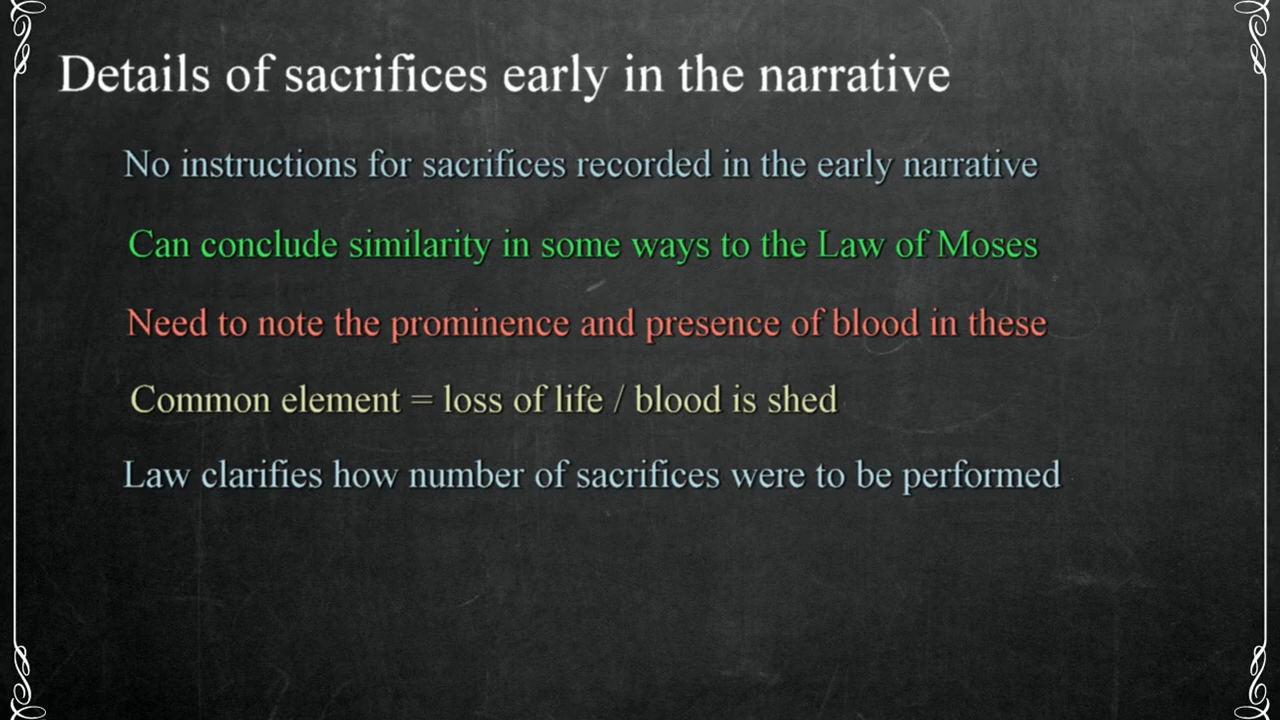 Details of sacrifices early in the narrative
No instructions for sacrifices recorded in the early narrative
Can conclude similarity in some ways to the Law of Moses
Need to note the prominence and presence of blood in these
Common element = loss of life / blood is shed
Law clarifies how number of sacrifices were to be performed